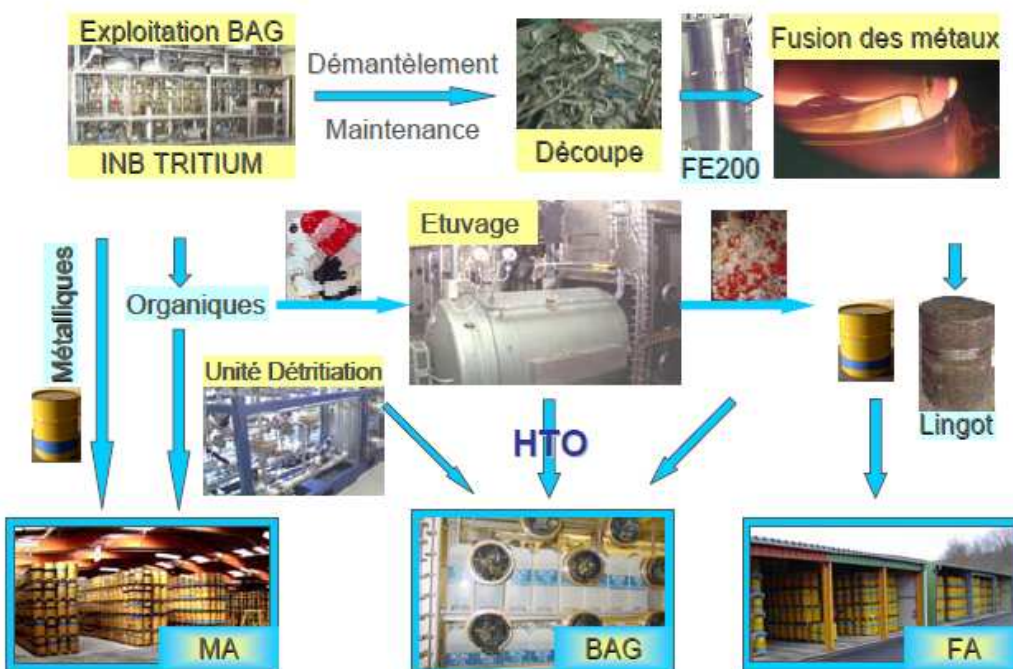 Exploitation BAG
INB TRITIUM
Démantèlement
Maintenance
Découpe
FE200
Fusion des métaux
Métalliques
Organiques
Etuvage
Unité Détritiation
HTO
Lingot
MA
BAG
FA